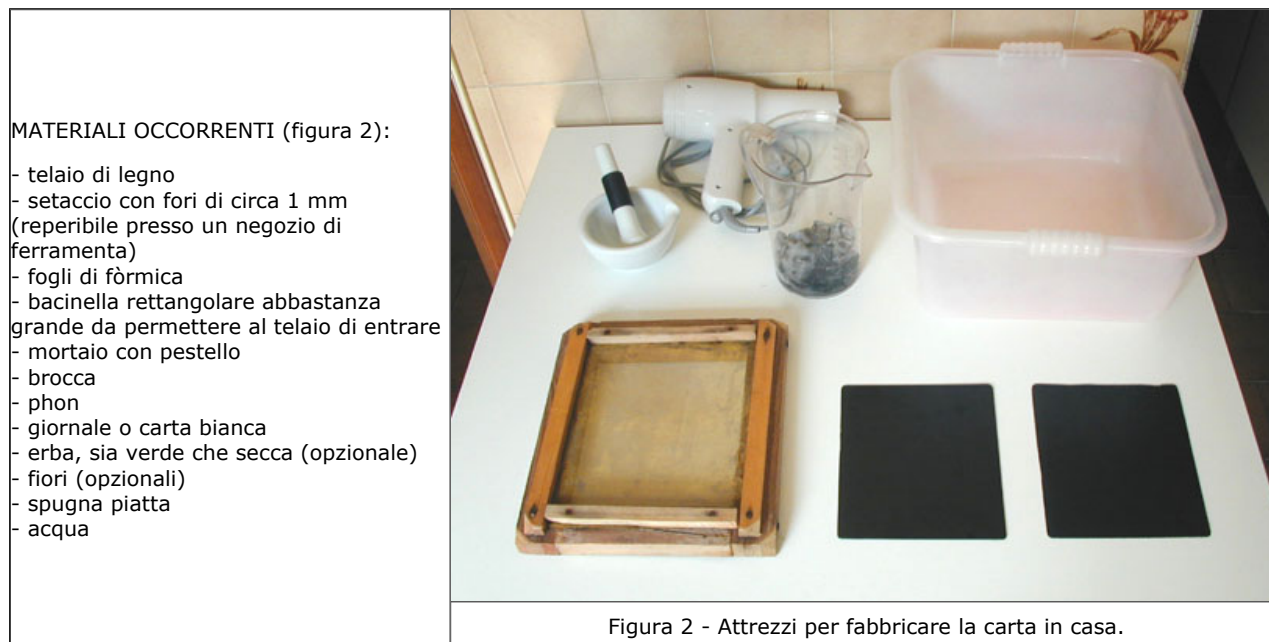 MATERIALI OCCORRENTI (figura 2):
- telaio di legno
- setaccio con fori di circa 1 mm
(reperibile presso un negozio di
ferramenta)
- fogli di fòrmica
- bacinella rettangolare abbastanza
grande da permettere al telaio di entrare
- mortaio con pestello
- brocca
- phon
- giornale o carta bianca
- erba, sia verde che secca (opzionale)
- fiori (opzionali)
- spugna piatta
- acqua
Figura 2 - Attrezzi per fabbricare la carta in casa.